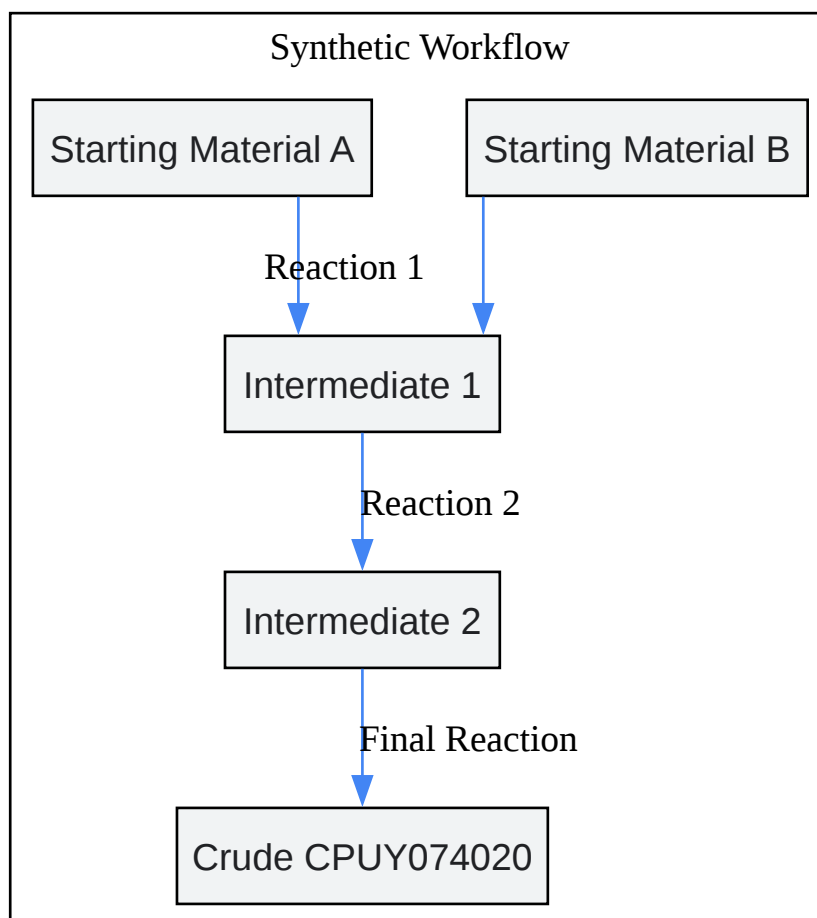 Synthetic Workflow
Starting Material A
Starting Material B
Reaction 1
Intermediate 1
Reaction 2
Intermediate 2
Final Reaction
Crude CPUY074020